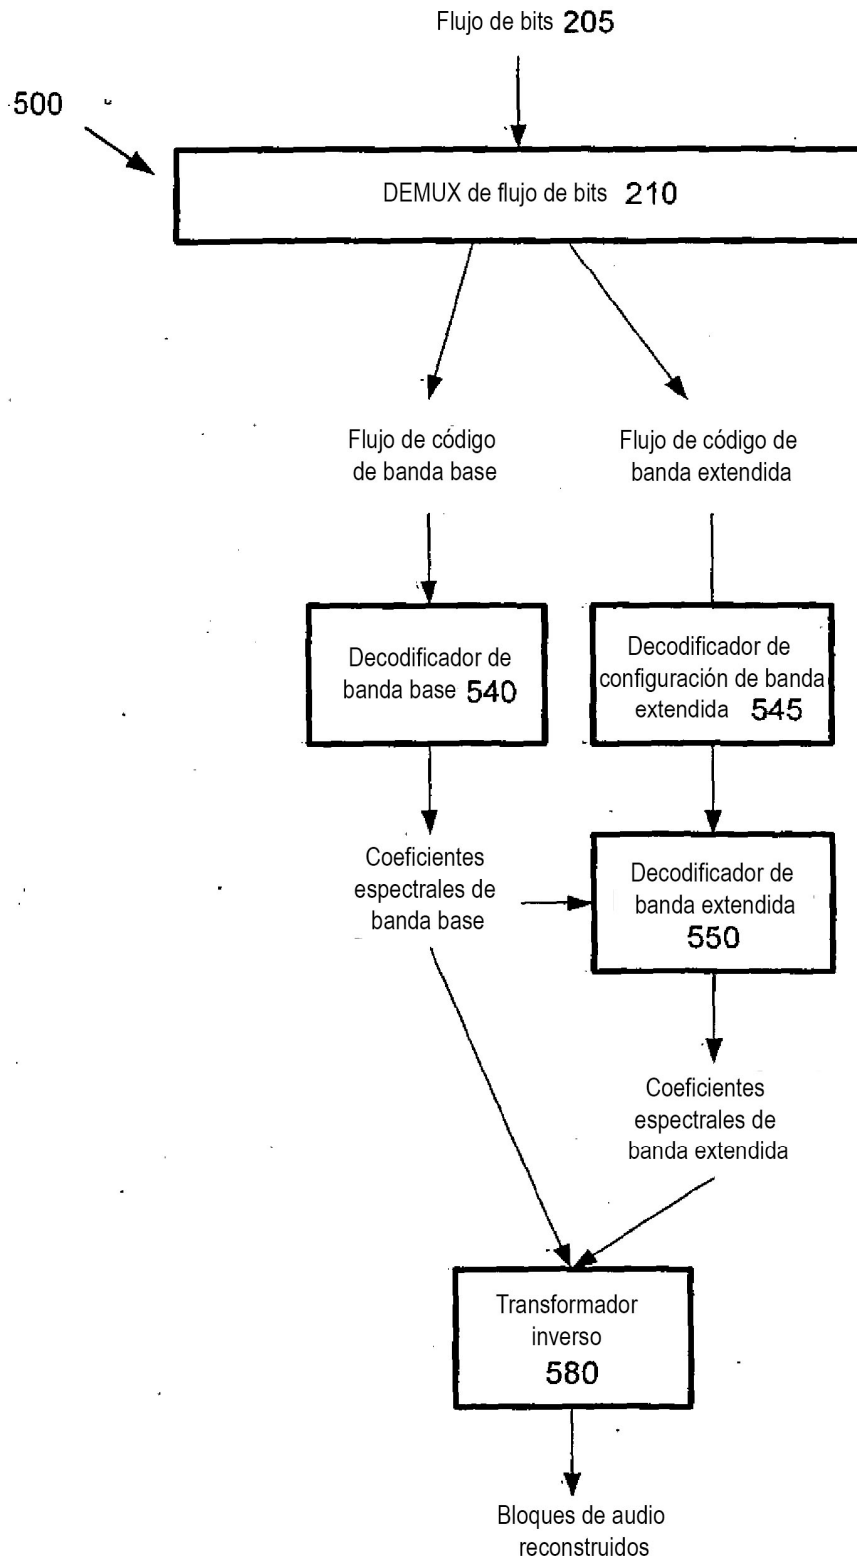 Flujo de bits 205
500
DEMUX de flujo de bits 210
Flujo de código
de banda base
Flujo de código de
banda extendida
Decodificador de
banda base 540
Decodificador de
configuración de banda
extendida 545
Coeficientes
espectrales de
banda base
Decodificador de
banda extendida
550
Coeficientes
espectrales de
banda extendida
Transformador
inverso
580
Bloques de audio
reconstruidos